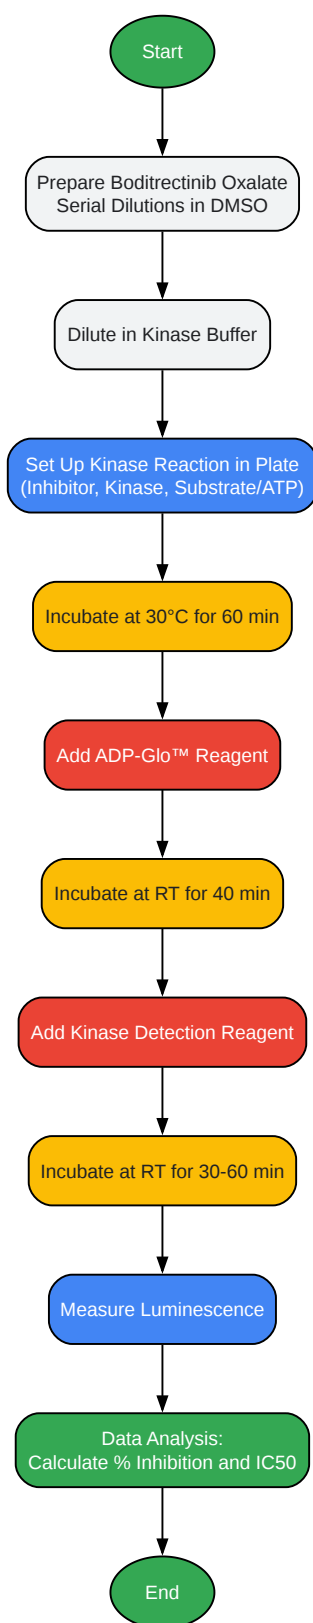 Start
Prepare Boditrectinib Oxalate
Serial Dilutions in DMSO
Dilute in Kinase Buffer
Set Up Kinase Reaction in Plate
(Inhibitor, Kinase, Substrate/ATP)
Incubate at 30°C for 60 min
Add ADP-Glo™ Reagent
Incubate at RT for 40 min
Add Kinase Detection Reagent
Incubate at RT for 30-60 min
Measure Luminescence
Data Analysis:
Calculate % Inhibition and IC50
End